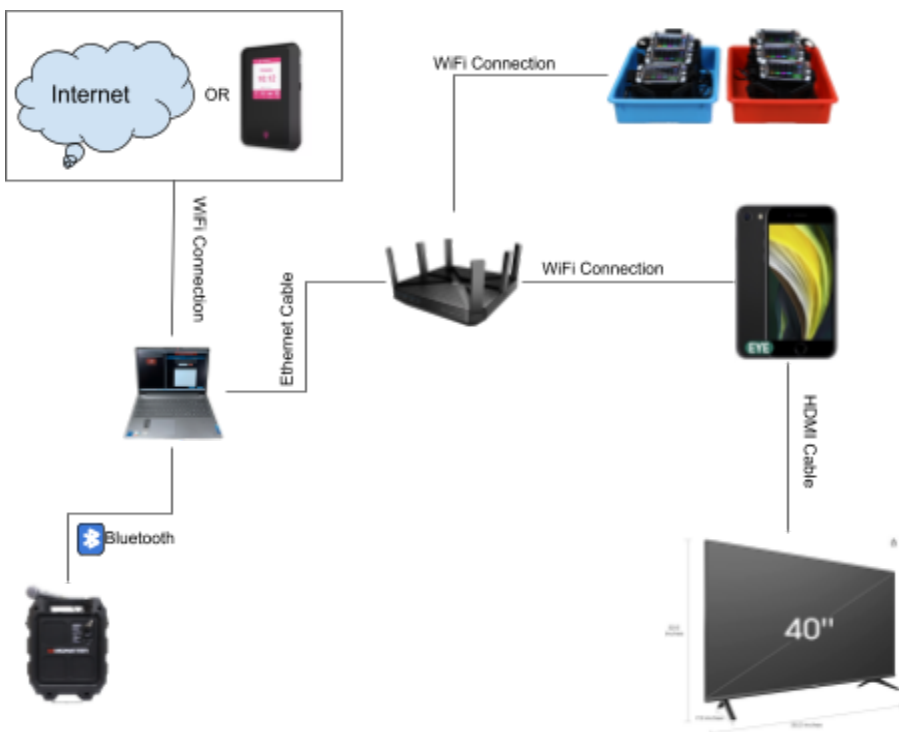 Internet
OR
WiFi Connection
WiFi Connection
WiFi Connection
Ethernet Cable
EYE
HDMI Cable
Bluetooth
40"